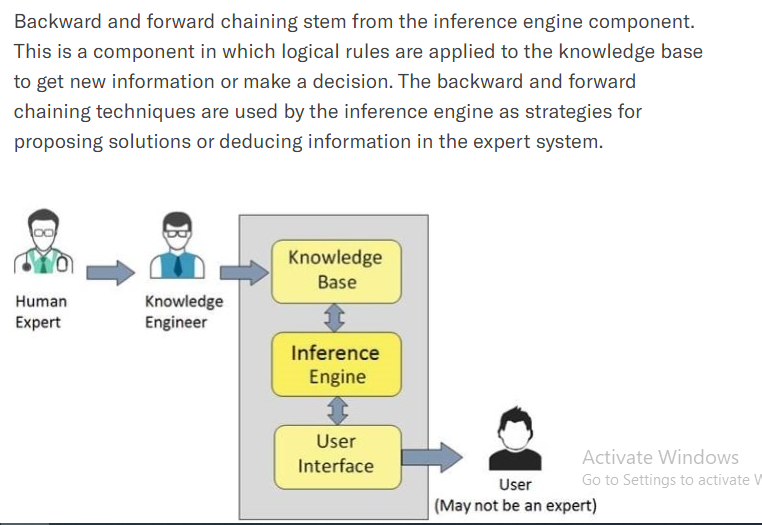 Backward and forward chaining stem from the inference engine component.
This is a component in which logical rules are applied to the knowledge base
to get new information or make a decision. The backward and forward
chaining techniques are used by the inference engine as strategies for
proposing solutions or deducing information in the expert system.
Human
Expert
Knowledge
Engineer
Knowledge
Base
Inference
Engine
User
Interface
User
(May not be an expert)
Activate Windows
Go to Settings to activate